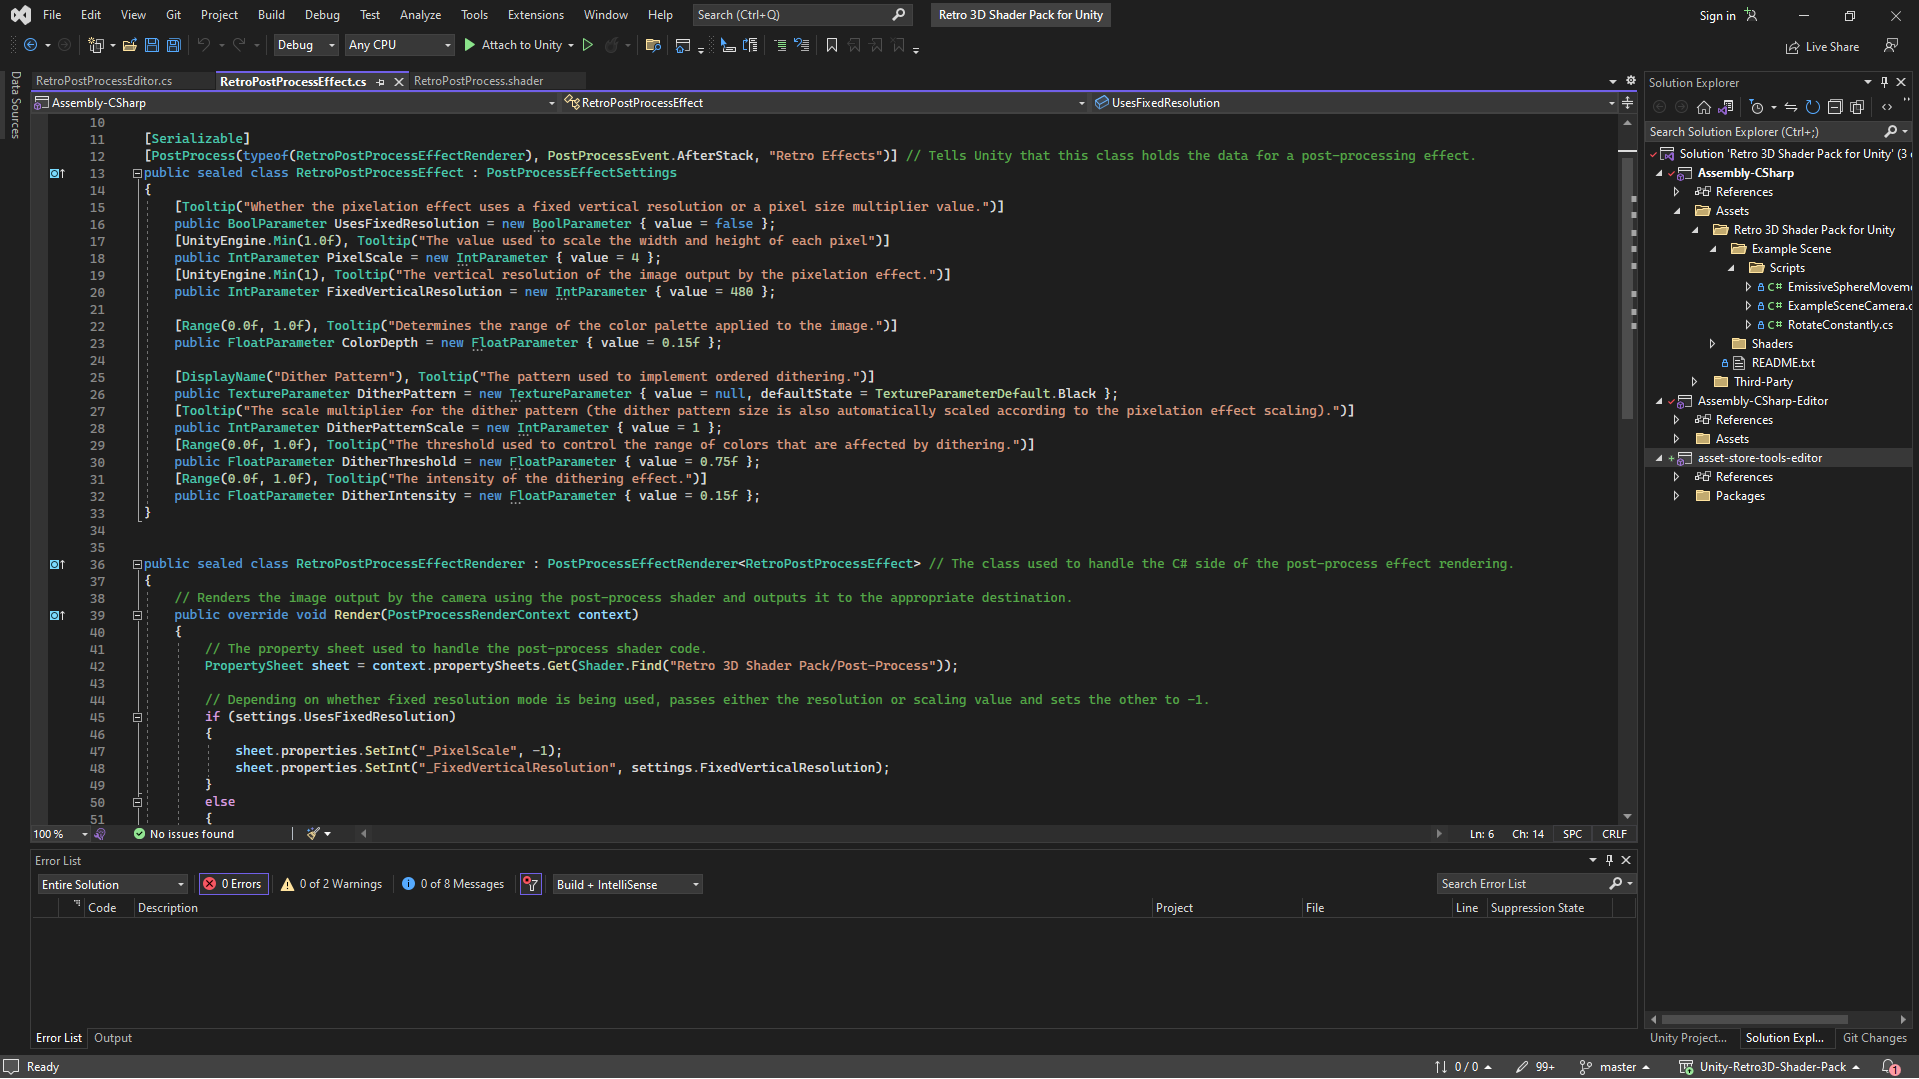 File Edit View Git Project Build Debug Test Analyze Tools Extensions Window Help Search (Ctrl+Q) Retro 3D Shader Pack for Unity Sign in
Debug Any CPU Attach to Unity Live Share
Data Sources
RetroPostProcessEditor.cs RetroPostProcessEffect.cs RetroPostProcess.shader
Assembly-CSharp RetroPostProcessEffect UsesFixedResolution
10
11 [Serializable]
12 [PostProcess(typeof(RetroPostProcessEffectRenderer), PostProcessEvent.AfterStack, "Retro Effects")] // Tells Unity that this class holds the data for a post-processing effect.
13 public sealed class RetroPostProcessEffect : PostProcessEffectSettings
14 {
15 [Tooltip("Whether the pixelation effect uses a fixed vertical resolution or a pixel size multiplier value.")]
16 public BoolParameter UsesFixedResolution = new BoolParameter { value = false };
17 [UnityEngine.Min(1.0f), Tooltip("The value used to scale the width and height of each pixel")]
18 public IntParameter PixelScale = new IntParameter { value = 4 };
19 [UnityEngine.Min(1), Tooltip("The vertical resolution of the image output by the pixelation effect.")]
20 public IntParameter FixedVerticalResolution = new IntParameter { value = 480 };
21
22 [Range(0.0f, 1.0f), Tooltip("Determines the range of the color palette applied to the image.")]
23 public FloatParameter ColorDepth = new FloatParameter { value = 0.15f };
24
25 [DisplayName("Dither Pattern"), Tooltip("The pattern used to implement ordered dithering.")]
26 public TextureParameter DitherPattern = new TextureParameter { value = null, defaultState = TextureParameterDefault.Black };
27 [Tooltip("The scale multiplier for the dither pattern (the dither pattern size is also automatically scaled according to the pixelation effect scaling).")]
28 public IntParameter DitherPatternScale = new IntParameter { value = 1 };
29 [Range(0.0f, 1.0f), Tooltip("The threshold used to control the range of colors that are affected by dithering.")]
30 public FloatParameter DitherThreshold = new FloatParameter { value = 0.75f };
31 [Range(0.0f, 1.0f), Tooltip("The intensity of the dithering effect.")]
32 public FloatParameter DitherIntensity = new FloatParameter { value = 0.15f };
33 }
34
35
36 public sealed class RetroPostProcessEffectRenderer : PostProcessEffectRenderer<RetroPostProcessEffect> // The class used to handle the C# side of the post-process effect rendering.
37 {
38 // Renders the image output by the camera using the post-process shader and outputs it to the appropriate destination.
39 public override void Render(PostProcessRenderContext context)
40 {
41 // The property sheet used to handle the post-process shader code.
42 PropertySheet sheet = context.propertySheets.Get(Shader.Find("Retro 3D Shader Pack/Post-Process"));
43
44 // Depending on whether fixed resolution mode is being used, passes either the resolution or scaling value and sets the other to -1.
45 if (settings.UsesFixedResolution)
46 {
47 sheet.properties.SetInt("_PixelScale", -1);
48 sheet.properties.SetInt("_FixedVerticalResolution", settings.FixedVerticalResolution);
49 }
50 else
51 {
100 % No issues found Ln: 6 Ch: 14 SPC CRLF
Error List
Entire Solution 0 Errors 0 of 2 Warnings 0 of 8 Messages Build + IntelliSense Search Error List
Code Description Project File Line Suppression State
Error List Output
Solution Explorer
Search Solution Explorer (Ctrl+;)
Solution 'Retro 3D Shader Pack for Unity' (3
Assembly-CSharp
References
Assets
Retro 3D Shader Pack for Unity
Example Scene
Scripts
C# EmissiveSphereMovem
C# ExampleSceneCamera.c
C# RotateConstantly.cs
Shaders
README.txt
Third-Party
Assembly-CSharp-Editor
References
Assets
asset-store-tools-editor
References
Packages
Unity Project... Solution Expl... Git Changes
Ready 0 / 0 99+ master Unity-Retro3D-Shader-Pack 1